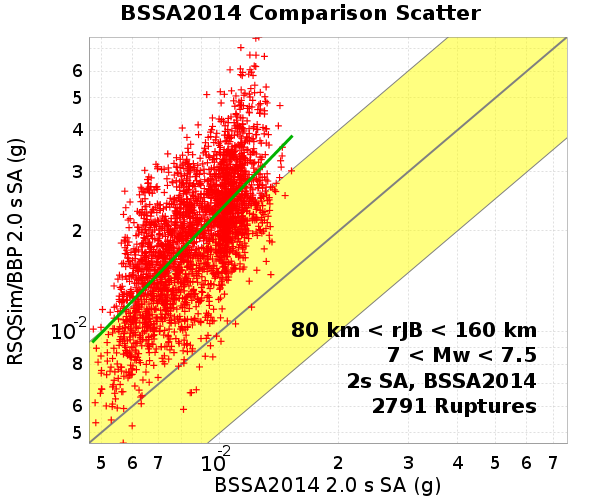 BSSA2014 Comparison Scatter
RSQSim/BBP 2.0 s SA (g)
6
5
4
3
2
10-2
8
6
5
80 km < rJB < 160 km
7 < Mw < 7.5
2s SA, BSSA2014
2791 Ruptures
5 6 7 10-2 2 3 4 5 6 7
BSSA2014 2.0 s SA (g)